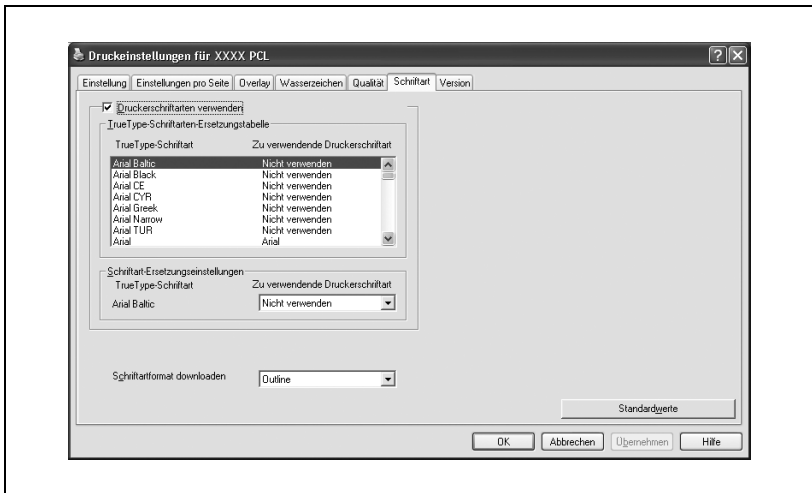 Druckeinstellungen für XXXX PCL
Einstellung Einstellungen pro Seite Overlay Wasserzeichen Qualität Schriftart Version
Druckerschriftarten verwenden
TrueType-Schriftarten-Ersetzungstabelle
TrueType-Schriftart Zu verwendende Druckerschriftart
Arial Baltic Nicht verwenden
Arial Black Nicht verwenden
Arial CE Nicht verwenden
Arial CYR Nicht verwenden
Arial Greek Nicht verwenden
Arial Narrow Nicht verwenden
Arial TUR Nicht verwenden
Arial Arial
Schriftart-Ersetzungseinstellungen
TrueType-Schriftart Zu verwendende Druckerschriftart
Arial Baltic Nicht verwenden
Schriftartformat downloaden Outline
Standardwerte
OK Abbrechen Übernehmen Hilfe